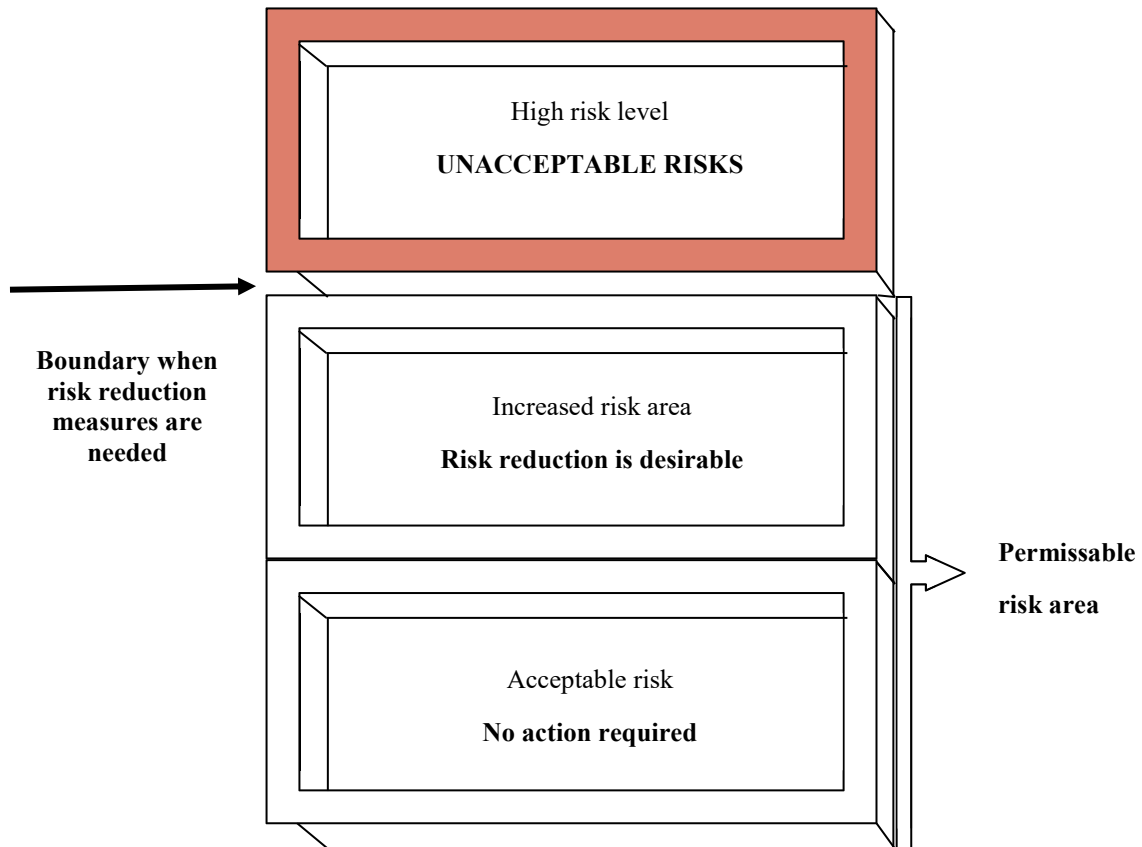 High risk level
UNACCEPTABLE RISKS
Boundary when
risk reduction
measures are
needed
Increased risk area
Risk reduction is desirable
Permissable
risk area
Acceptable risk
No action required